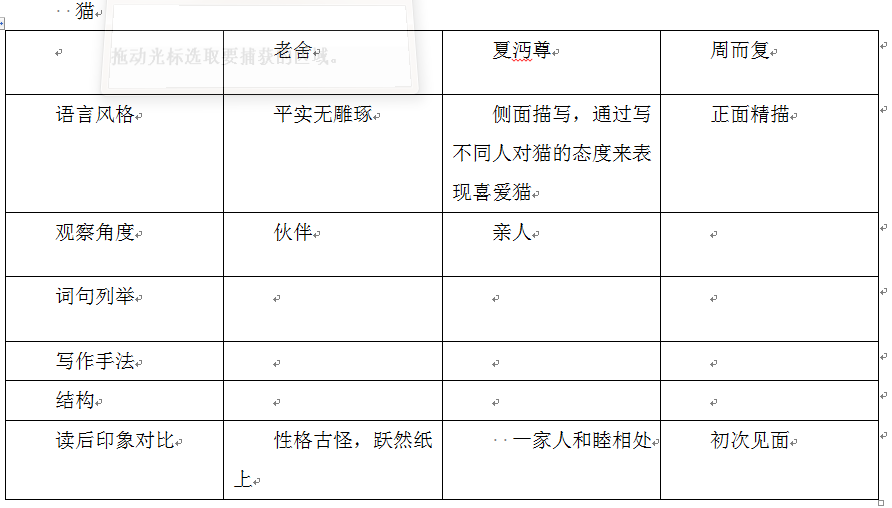 猫
拖动光标选取要捕获的区域。
老舍 夏沔尊 周而复
语言风格 平实无雕琢 侧面描写，通过写 正面精描
不同人对猫的态度来表
现喜爱猫
观察角度 伙伴 亲人
词句列举
写作手法
结构
读后印象对比 性格古怪，跃然纸 一家人和睦相处 初次见面
上